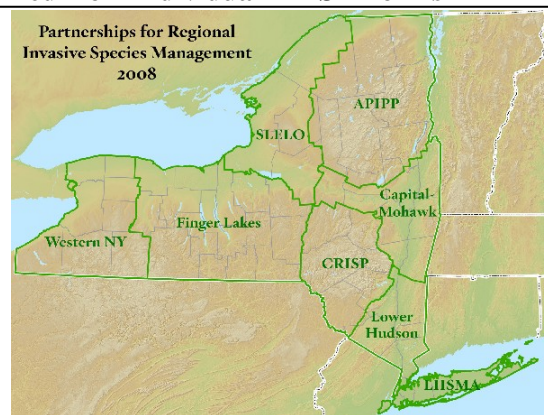 Partnerships for Regional
Invasive Species Management
2008
APIPP
SLELO
Capital-
Mohawk
Finger Lakes
Western NY
CRISP
Lower
Hudson
LIISMA